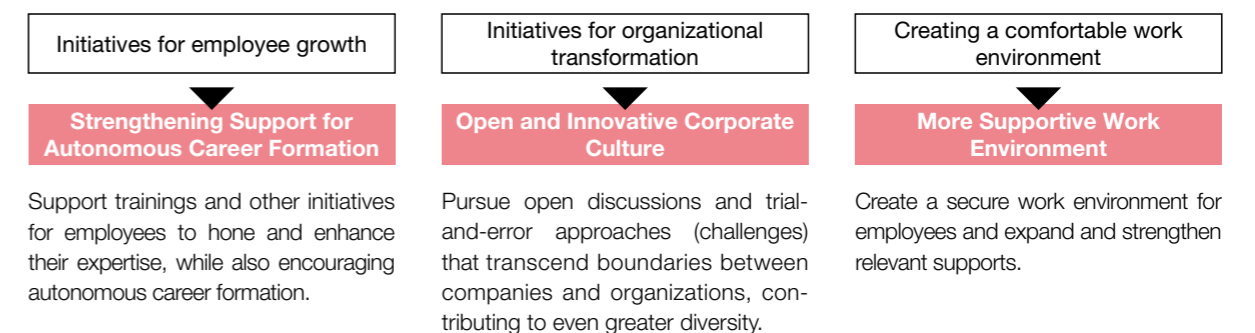 Initiatives for employee growth
Strengthening Support for
Autonomous Career Formation
Support trainings and other initiatives
for employees to hone and enhance
their expertise, while also encouraging
autonomous career formation.
Initiatives for organizational
transformation
Open and Innovative Corporate
Culture
Pursue open discussions and trial-
and-error approaches (challenges)
that transcend boundaries between
companies and organizations, con-
tributing to even greater diversity.
Creating a comfortable work
environment
More Supportive Work
Environment
Create a secure work environment for
employees and expand and strengthen
relevant supports.